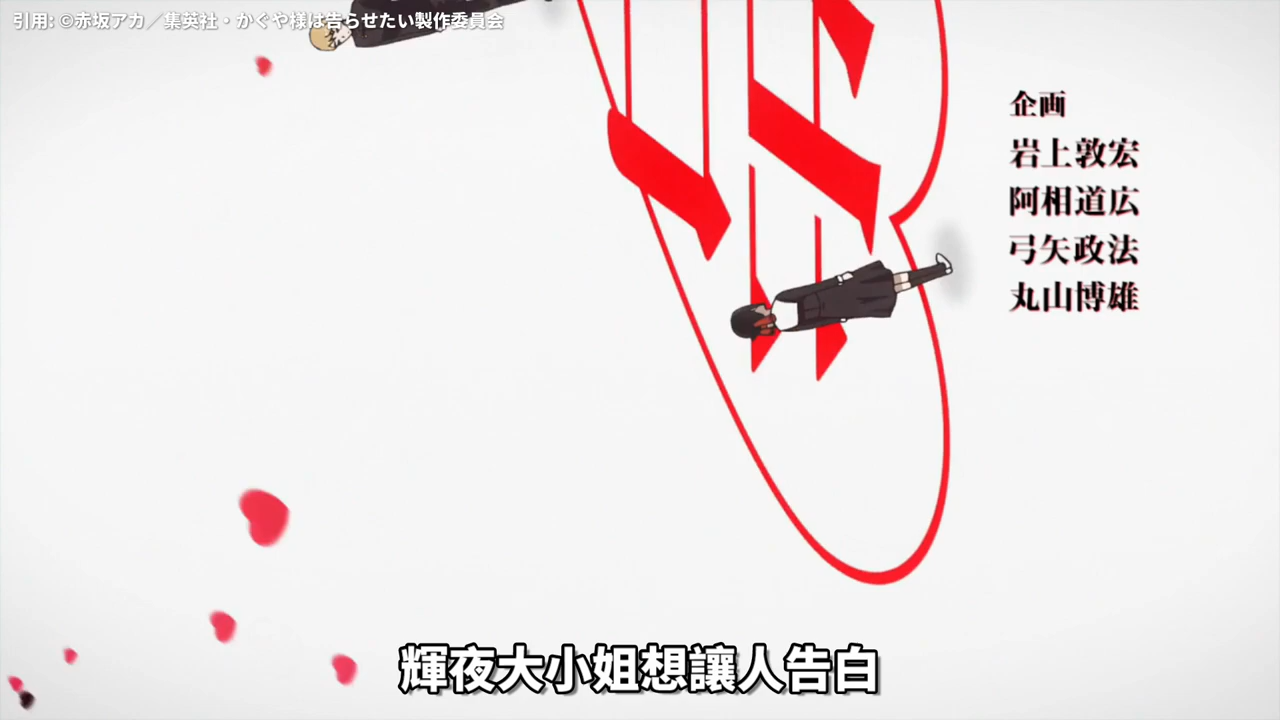 引用: ©赤坂アカ／集英社・かぐや様は告らせたい製作委員会
企画
岩上敦宏
阿相道広
弓矢政法
丸山博雄
輝夜大小姐想讓人告白